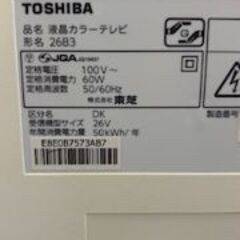 TOSHIBA
品名 液晶カラーテレビ
形名 26B3
JQA
定格電圧 : 100V～
定格消費電力 : 60W
定格周波数 : 50/60Hz
株式会社 東芝
区分名 : DK
受信機型サイズ : 26V
年間消費電力量 : 50kWh/年
製造番号
E8E0B7573AB7